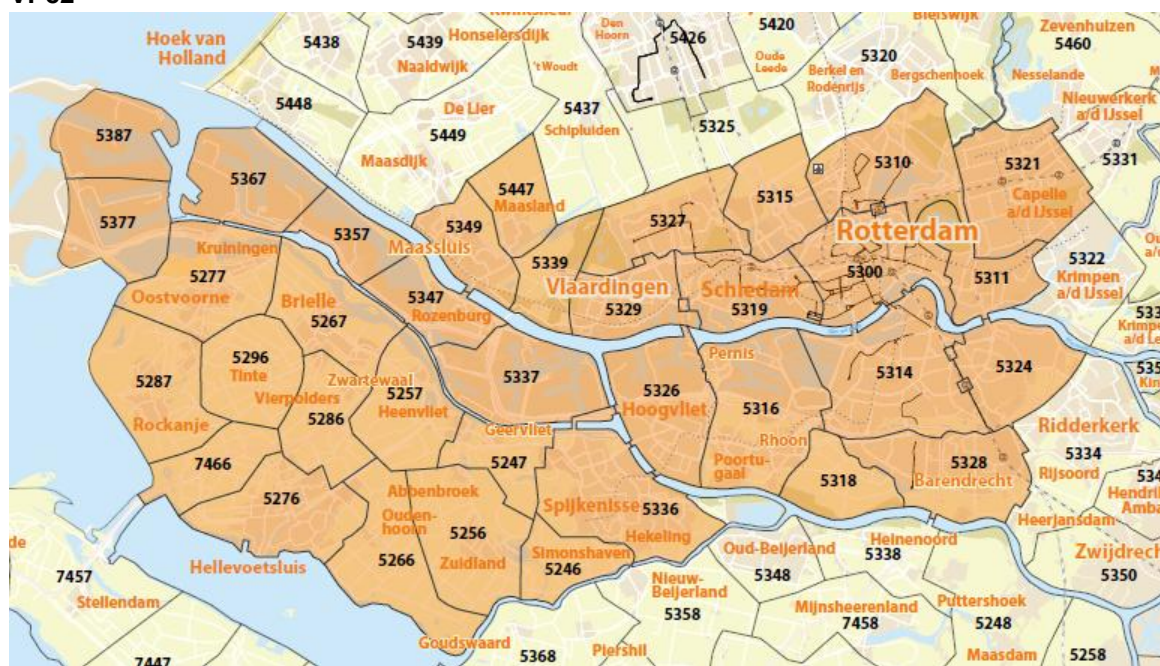 Hoek van
Holland
5438
5439
Honselersdijk
Naaldwijk
Den
Hoorn
5426
5420
Oude
Leede
5320
Berkel en
Rodenrijs
Bergschenhoek
Zevenhuizen
5460
Nesselande
Nieuwerkerk
a/d IJssel
5331
't Woudt
5448
De Lier
5449
Maasdijk
5437
Schipluiden
5325
5387
5367
5377
5447
Maasland
5349
Maassluis
5357
5327
5315
5310
5321
Capelle
a/d IJssel
Rotterdam
5322
Krimpen
a/d IJssel
Kruiningen
5277
Oostvoorne
Brielle
5267
5347
Rozenburg
5339
Vlaardingen
5329
Schiedam
5319
5300
5311
Pernis
5296
Tinte
5287
Rockanje
Zwartewaal
5257
Vierpolders
5286
Heenvliet
5337
5326
Hoogvliet
5316
5314
5324
Ridderkerk
5334
Rijsoord
Geervliet
5247
Rhoon
Poortu-
gaal
5318
5328
Barendrecht
7466
5276
Abbenbroek
Ouden-
hoorn
5256
Spijkenisse
5336
Hekeling
Hellevoetsluis
5266
Zuidland
Simonshaven
5246
Oud-Beijerland
5348
Heinenoord
5338
Heerjansdam
5350
7457
Stellendam
7447
Goudswaard
5368
Piershil
Nieuw-
Beijerland
5358
Mijnsheerenland
7458
Puttershoek
5248
Maasdam
5258